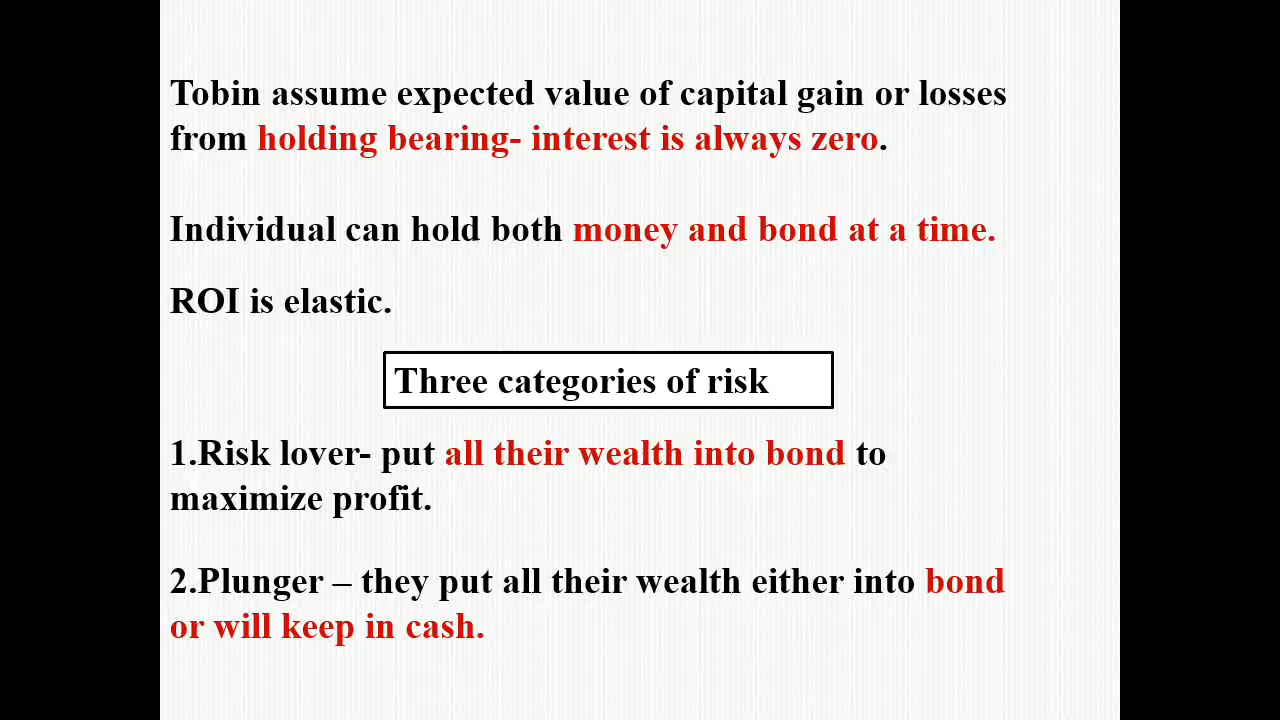 Tobin assume expected value of capital gain or losses
from holding bearing- interest is always zero.
Individual can hold both money and bond at a time.
ROI is elastic.
Three categories of risk
1.Risk lover- put all their wealth into bond to
maximize profit.
2.Plunger – they put all their wealth either into bond
or will keep in cash.